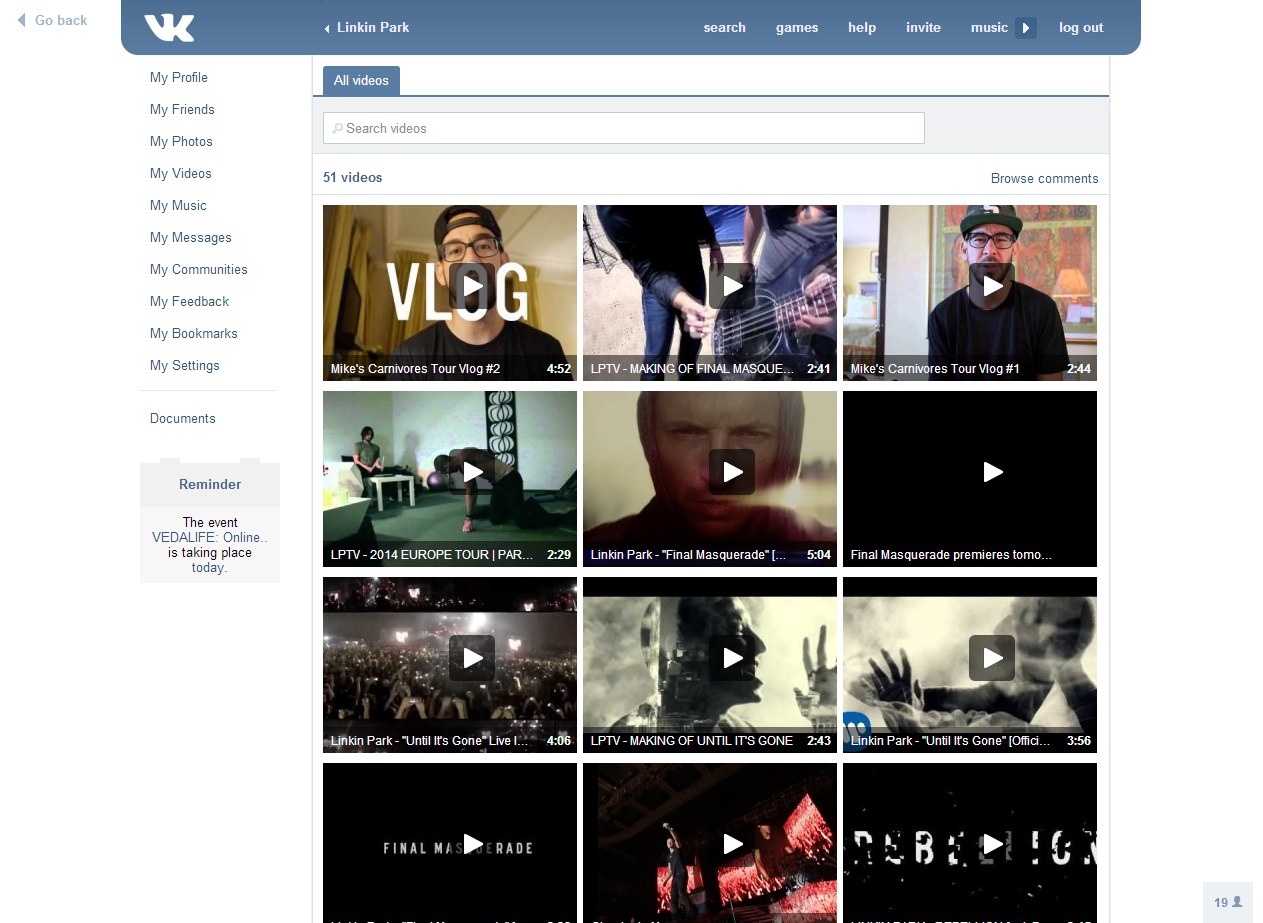 Go back
Linkin Park
search games help invite music log out
My Profile
My Friends
My Photos
My Videos
My Music
My Messages
My Communities
My Feedback
My Bookmarks
My Settings
Documents
Reminder
The event
VEDALIFE: Online..
is taking place
today.
All videos
Search videos
51 videos
Browse comments
VLOG
Mike's Carnivores Tour Vlog #2 4:52
LPTV - MAKING OF FINAL MASQUE... 2:41
Mike's Carnivores Tour Vlog #1 2:44
LPTV - 2014 EUROPE TOUR | PAR... 2:29
Linkin Park - "Final Masquerade" [... 5:04
Final Masquerade premieres tomo...
Linkin Park - "Until It's Gone" Live I... 4:06
LPTV - MAKING OF UNTIL IT'S GONE 2:43
Linkin Park - "Until It's Gone" [Offici... 3:56
FINAL MASQUERADE
REBELLION
19